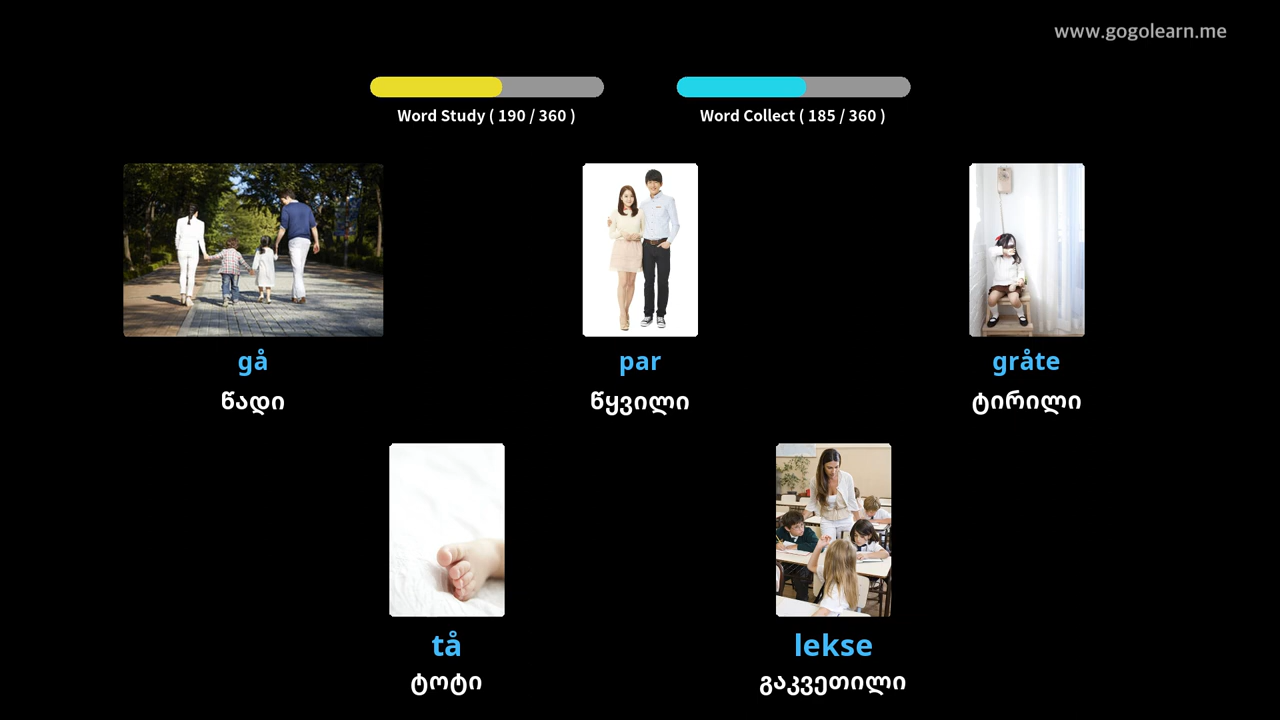 www.gogolearn.me
Word Study ( 190 / 360 )
Word Collect ( 185 / 360 )
gå
par
gråte
წადი
წყვილი
ტირილი
tå
lekse
ტოტი
გაკვეთილი